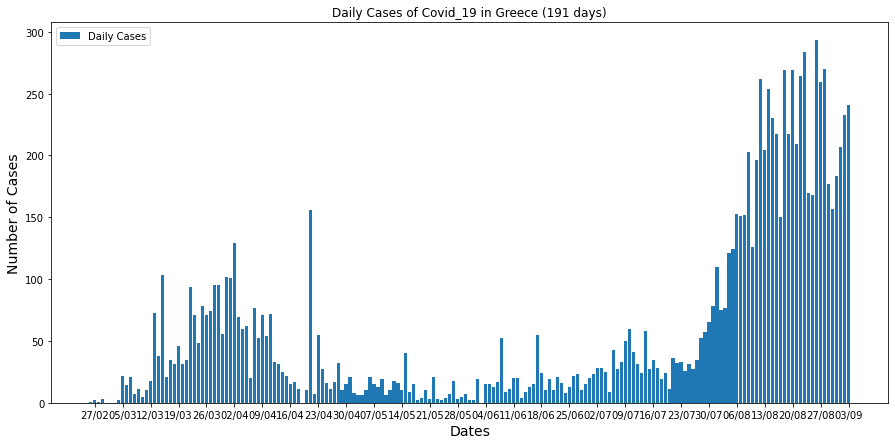 Daily Cases of Covid_19 in Greece (191 days)
Daily Cases
Number of Cases
300
250
200
150
100
50
0
27/02 05/03 12/03 19/03 26/03 02/04 09/04 16/04 23/04 30/04 07/05 14/05 21/05 28/05 04/06 11/06 18/06 25/06 02/07 09/07 16/07 23/07 30/07 06/08 13/08 20/08 27/08 03/09
Dates